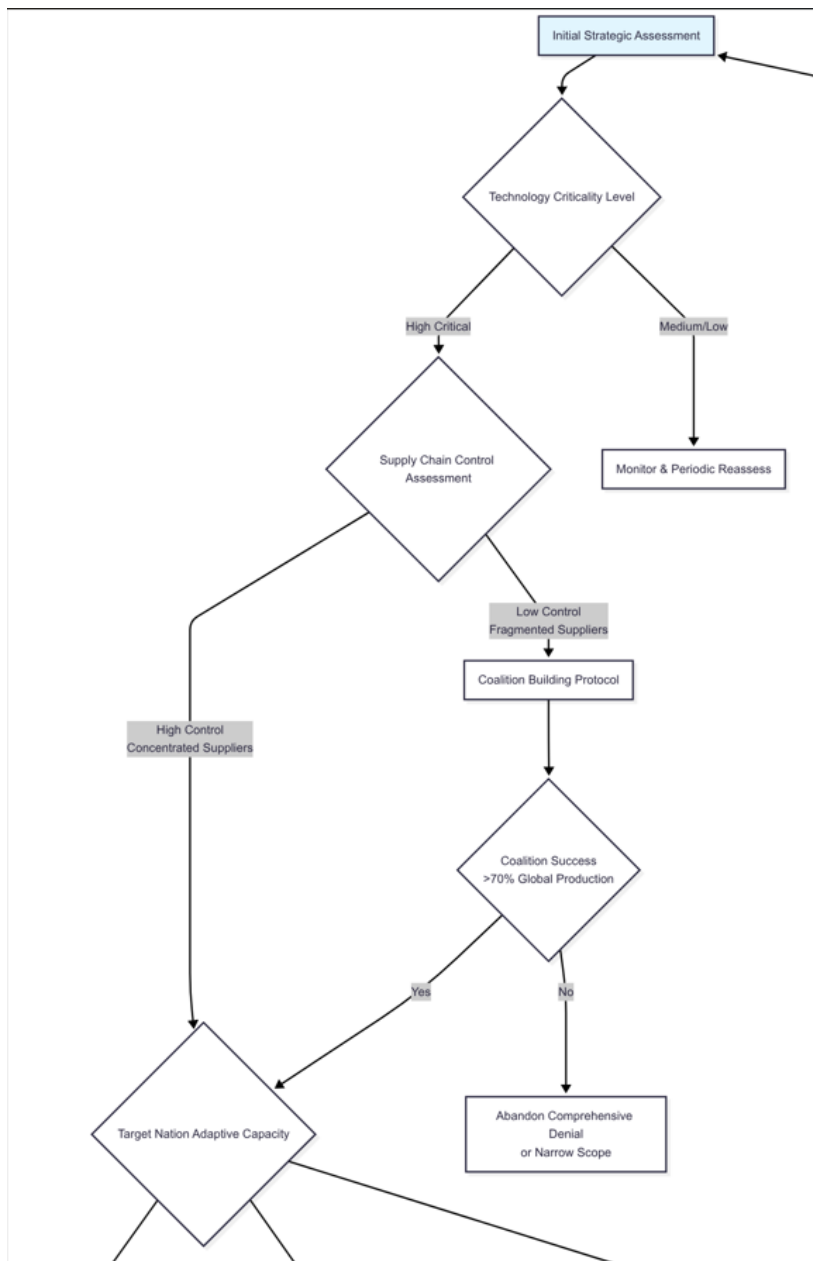 Initial Strategic Assessment
Technology Criticality Level
High Critical
Medium/Low
Supply Chain Control
Assessment
Monitor & Periodic Reassess
Low Control
Fragmented Suppliers
Coalition Building Protocol
High Control
Concentrated Suppliers
Coalition Success
>70% Global Production
Yes
No
Target Nation Adaptive Capacity
Abandon Comprehensive
Denial
or Narrow Scope